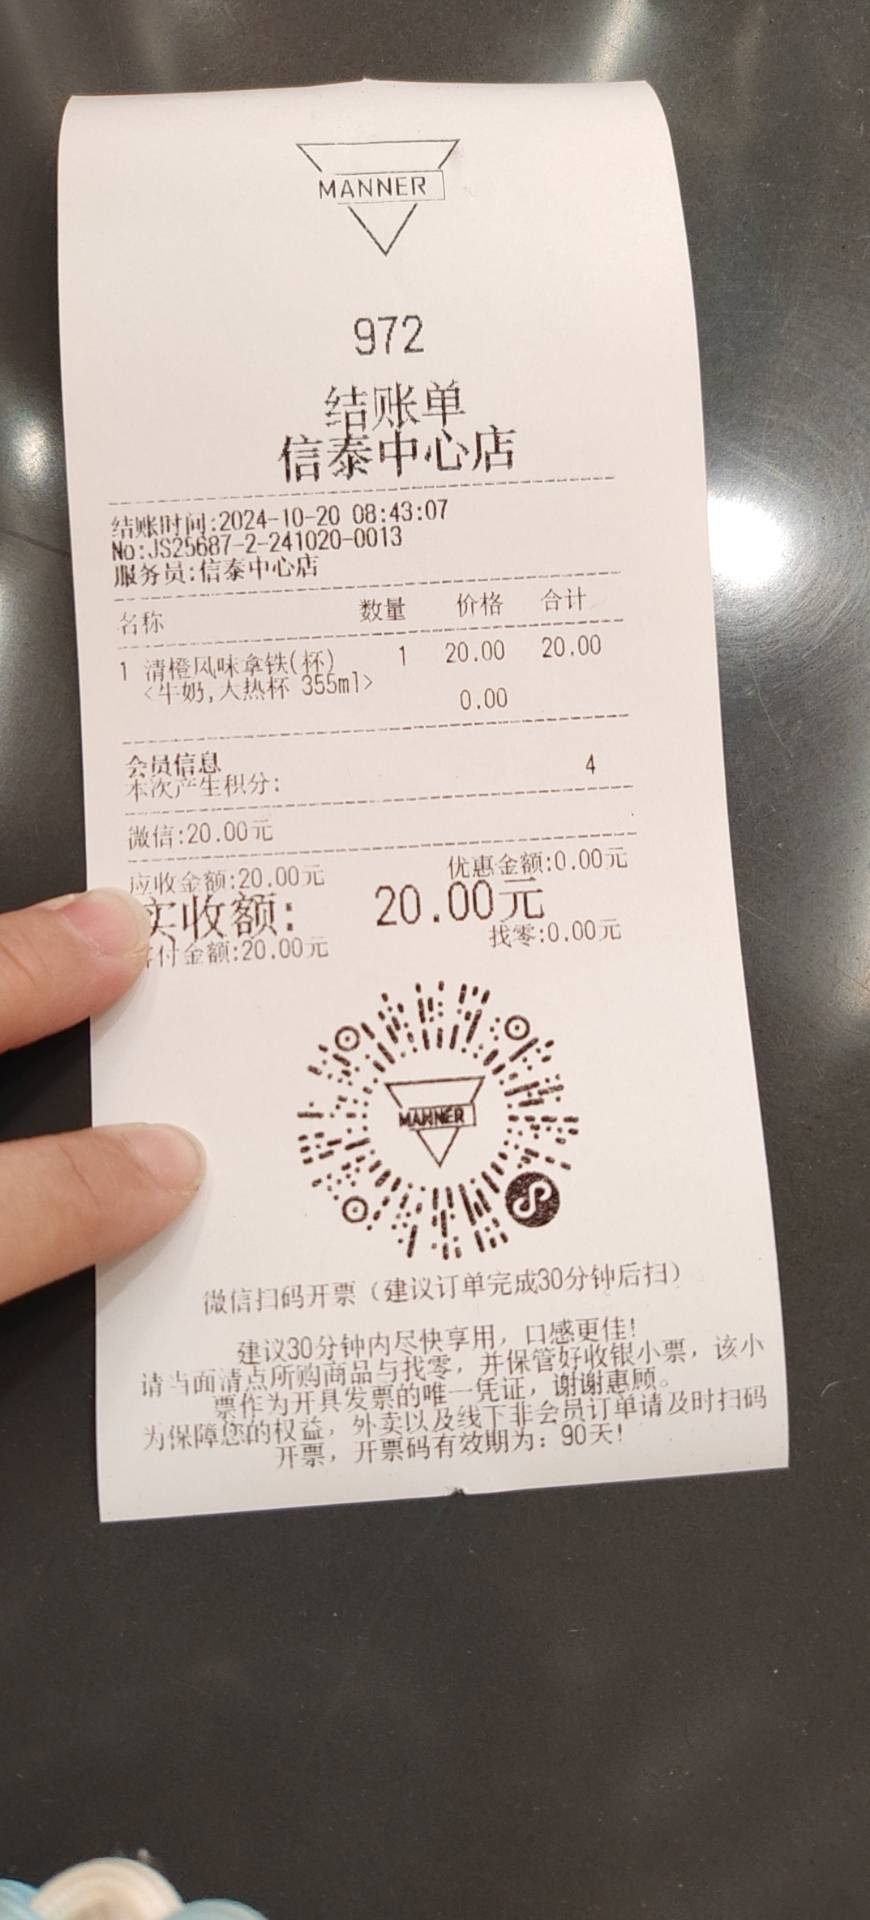 MANNER
972
结账单
信泰中心店
结账时间:2024-10-20 08:43:07
No:JS25687-2-241020-0013
服务员:信泰中心店
名称 数量 价格 合计
1 清橙风味拿铁(杯) 1 20.00 20.00
<牛奶,大热杯 355ml> 0.00
会员信息
本次产生积分: 4
微信:20.00元
应收金额:20.00元 优惠金额:0.00元
实收额: 20.00元
付金额:20.00元 找零:0.00元
MANNER
微信扫码开票（建议订单完成30分钟后扫）
建议30分钟内尽快享用，口感更佳！
请当面清点所购商品与找零，并保管好收银小票，该小
票作为开具发票的唯一凭证，谢谢惠顾。
为保障您的权益，外卖以及线下非会员订单请及时扫码
开票，开票码有效期为：90天！